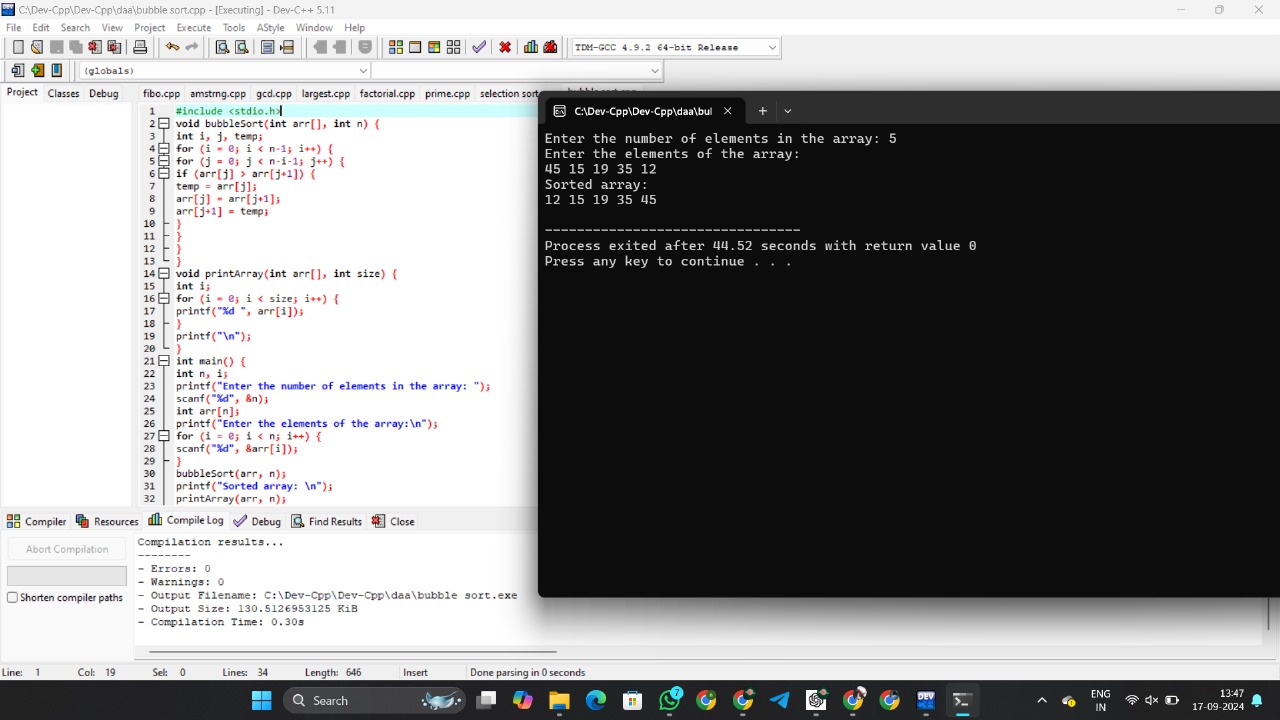 C:\Dev-Cpp\Dev-Cpp\daa\bubble sort.cpp - [Executing] - Dev-C++ 5.11
File Edit Search View Project Execute Tools AStyle Window Help
TDM-GCC 4.9.2 64-bit Release
(globals)
Project Classes Debug
fibo.cpp amstrng.cpp gcd.cpp largest.cpp factorial.cpp prime.cpp selection sort
1 #include <stdio.h>
2 void bubbleSort(int arr[], int n) {
3 int i, j, temp;
4 for (i = 0; i < n-1; i++) {
5 for (j = 0; j < n-i-1; j++) {
6 if (arr[j] > arr[j+1]) {
7 temp = arr[j];
8 arr[j] = arr[j+1];
9 arr[j+1] = temp;
10 }
11 }
12 }
13 }
14 void printArray(int arr[], int size) {
15 int i;
16 for (i = 0; i < size; i++) {
17 printf("%d ", arr[i]);
18 }
19 printf("\n");
20 }
21 int main() {
22 int n, i;
23 printf("Enter the number of elements in the array: ");
24 scanf("%d", &n);
25 int arr[n];
26 printf("Enter the elements of the array:\n");
27 for (i = 0; i < n; i++) {
28 scanf("%d", &arr[i]);
29 }
30 bubbleSort(arr, n);
31 printf("Sorted array: \n");
32 printArray(arr, n);
C:\Dev-Cpp\Dev-Cpp\daa\bul
Enter the number of elements in the array: 5
Enter the elements of the array:
45 15 19 35 12
Sorted array:
12 15 19 35 45
--------------------------------
Process exited after 44.52 seconds with return value 0
Press any key to continue . . .
Compiler Resources Compile Log Debug Find Results Close
Abort Compilation
Shorten compiler paths
Compilation results...
--------
- Errors: 0
- Warnings: 0
- Output Filename: C:\Dev-Cpp\Dev-Cpp\daa\bubble sort.exe
- Output Size: 130.5126953125 KiB
- Compilation Time: 0.30s
Line: 1 Col: 19 Sel: 0 Lines: 34 Length: 646 Insert Done parsing in 0 seconds
Search
7
DEV
ENG
IN
13:47
17-09-2024